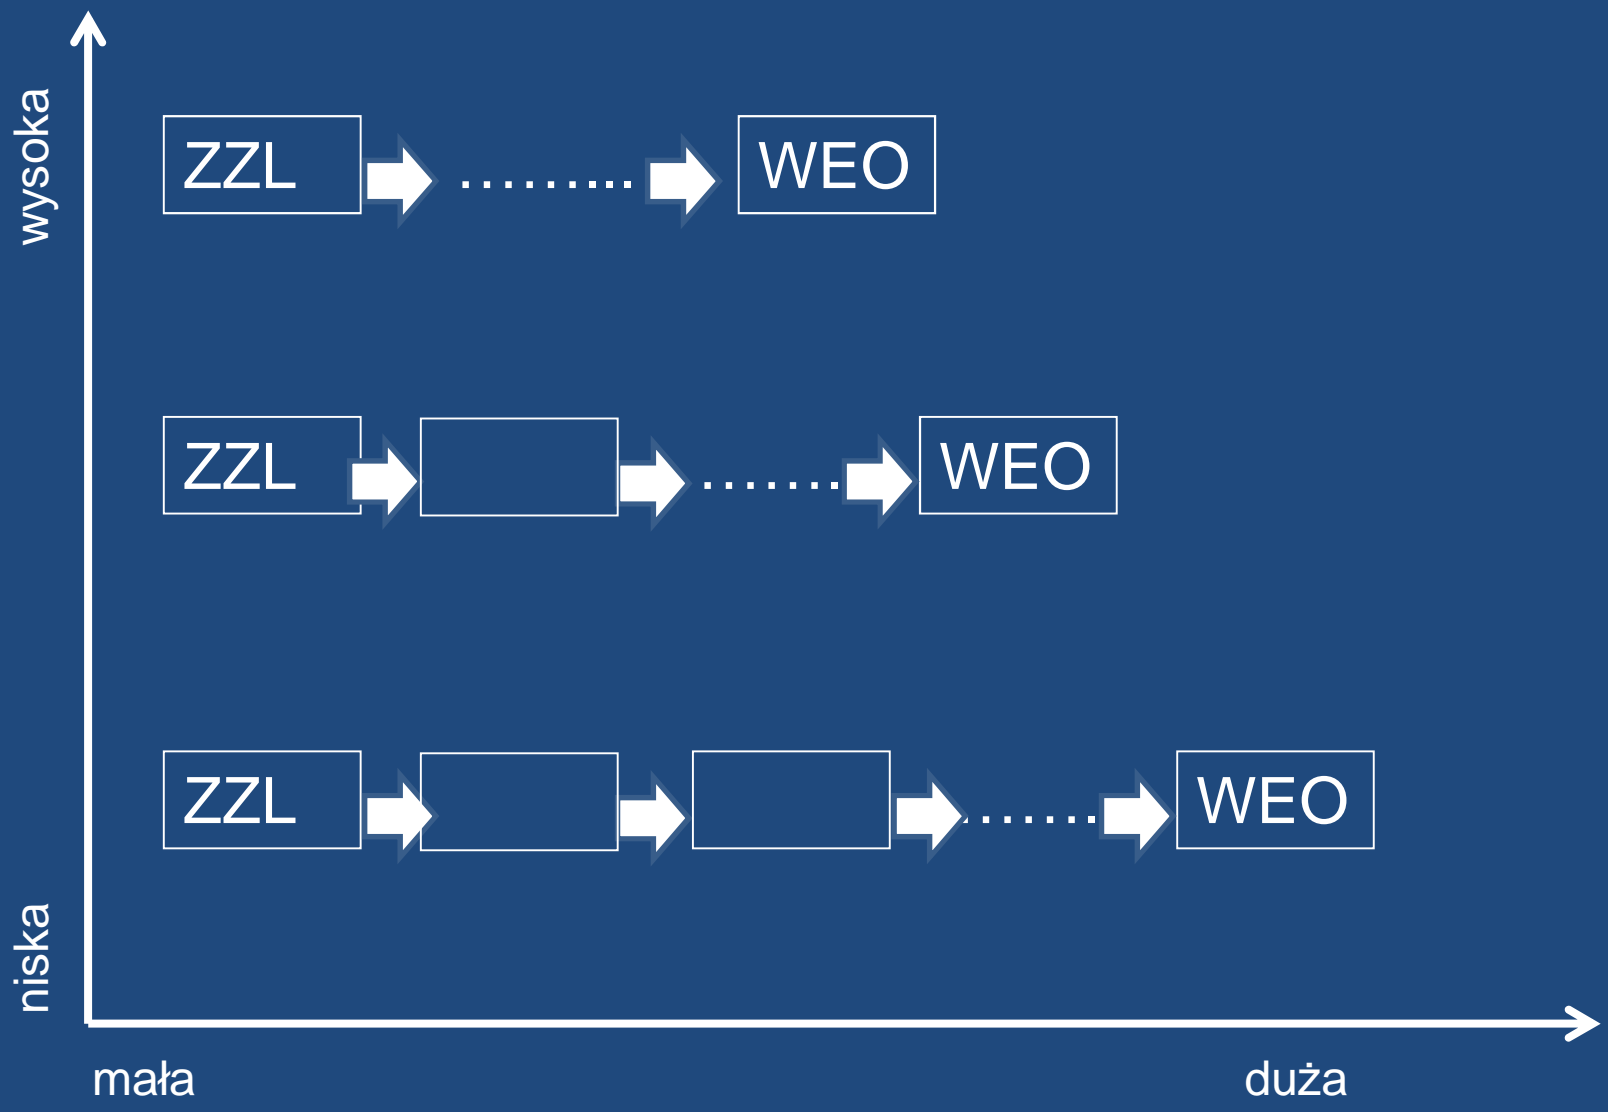 wysoka
ZZL ............ WEO
ZZL ....... WEO
ZZL ....... WEO
niska
mała duża